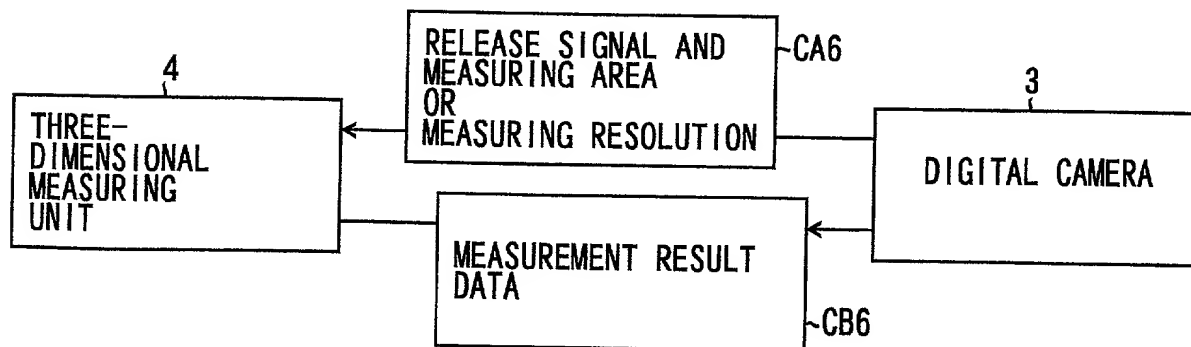 4
THREE-
DIMENSIONAL
MEASURING
UNIT
RELEASE SIGNAL AND
MEASURING AREA
OR
MEASURING RESOLUTION
CA6
3
DIGITAL CAMERA
MEASUREMENT RESULT
DATA
CB6